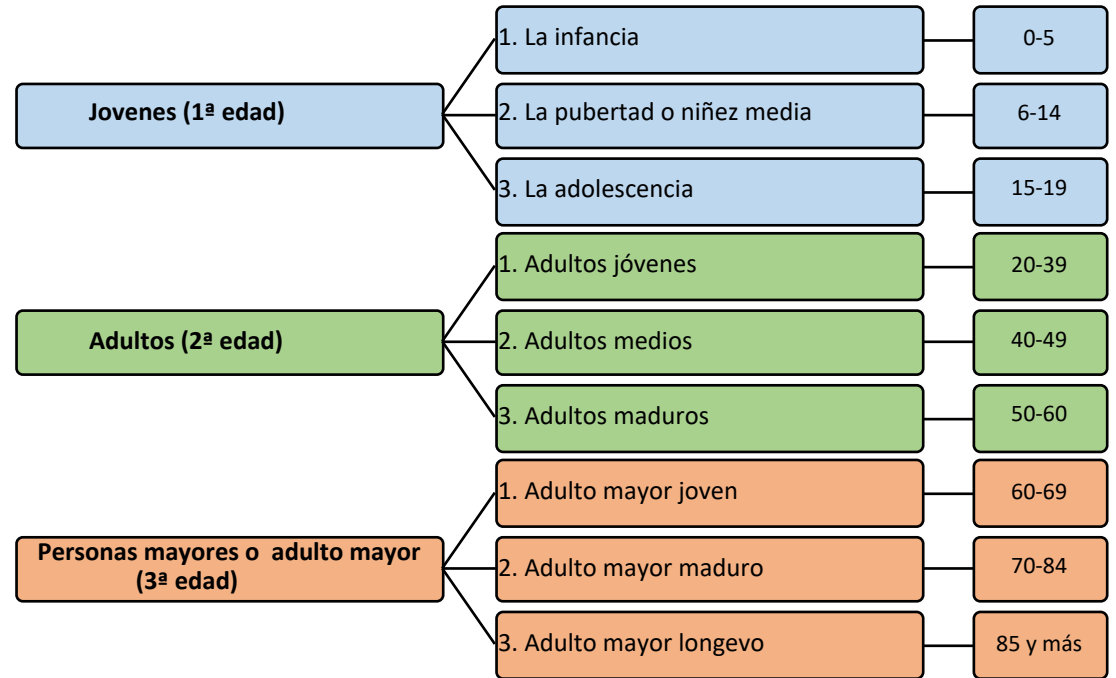 Jovenes (1ª edad)
1. La infancia
0-5
2. La pubertad o niñez media
6-14
3. La adolescencia
15-19
Adultos (2ª edad)
1. Adultos jóvenes
20-39
2. Adultos medios
40-49
3. Adultos maduros
50-60
Personas mayores o adulto mayor
(3ª edad)
1. Adulto mayor joven
60-69
2. Adulto mayor maduro
70-84
3. Adulto mayor longevo
85 y más